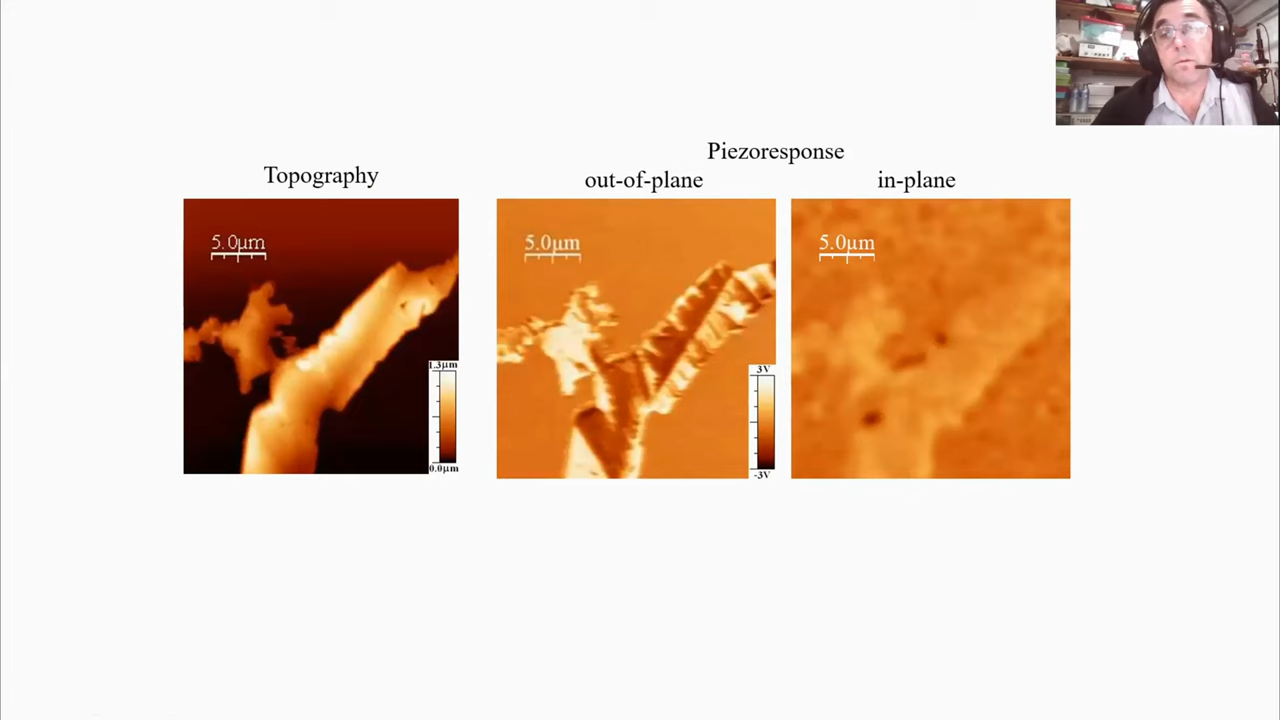 Piezoresponse
Topography
out-of-plane
in-plane
5.0μm
5.0μm
5.0μm
1.3μm
0.0μm
3V
-3V